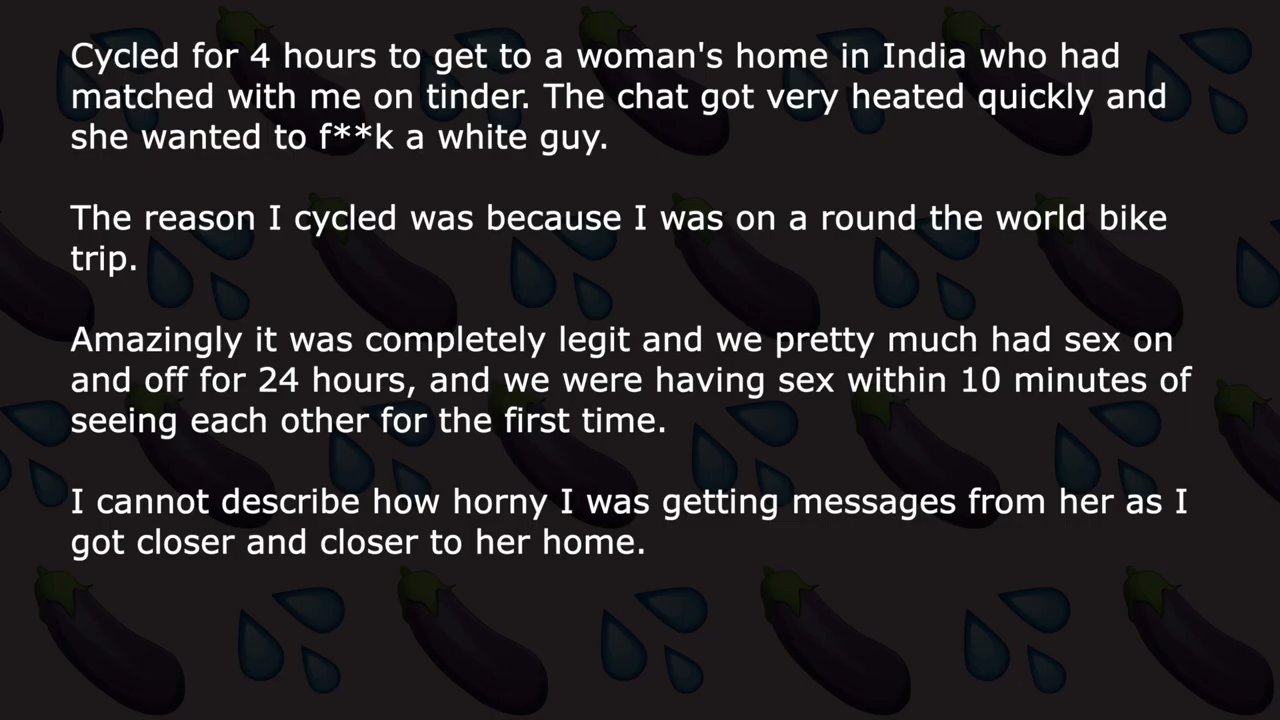 Cycled for 4 hours to get to a woman's home in India who had
matched with me on tinder. The chat got very heated quickly and
she wanted to f**k a white guy.
The reason I cycled was because I was on a round the world bike
trip.
Amazingly it was completely legit and we pretty much had sex on
and off for 24 hours, and we were having sex within 10 minutes of
seeing each other for the first time.
I cannot describe how horny I was getting messages from her as I
got closer and closer to her home.